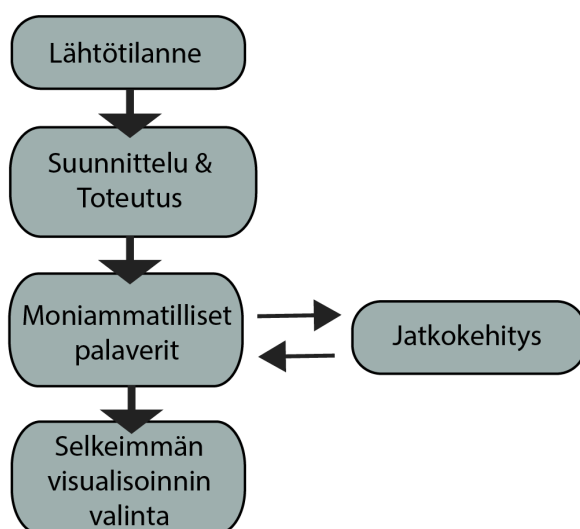 Lähtötilanne
Suunnittelu &
Toteutus
Moniammatilliset
palaverit
Jatkokehitys
Selkeimmän
visualisoinnin
valinta